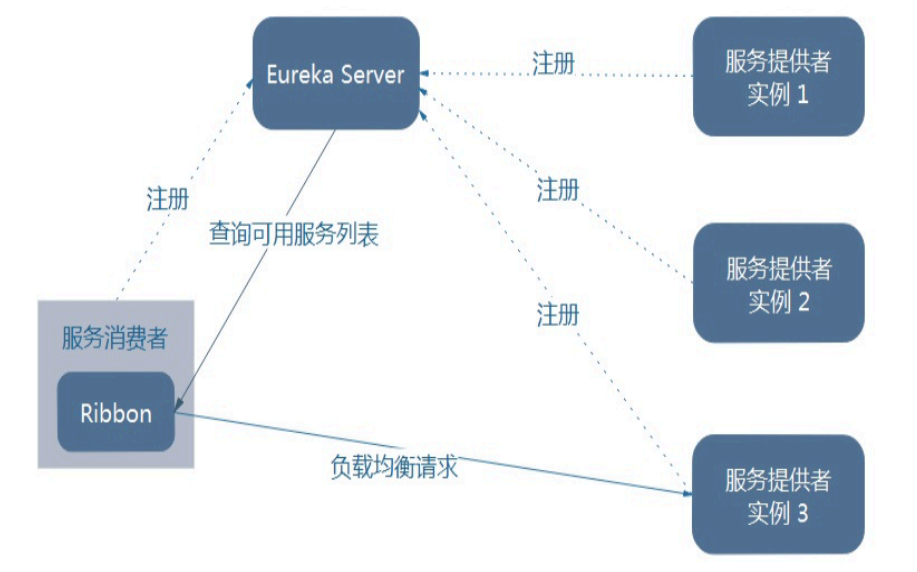 Eureka Server
注册
服务提供者
实例 1
注册
注册
服务提供者
实例 2
查询可用服务列表
注册
服务消费者
Ribbon
负载均衡请求
服务提供者
实例 3